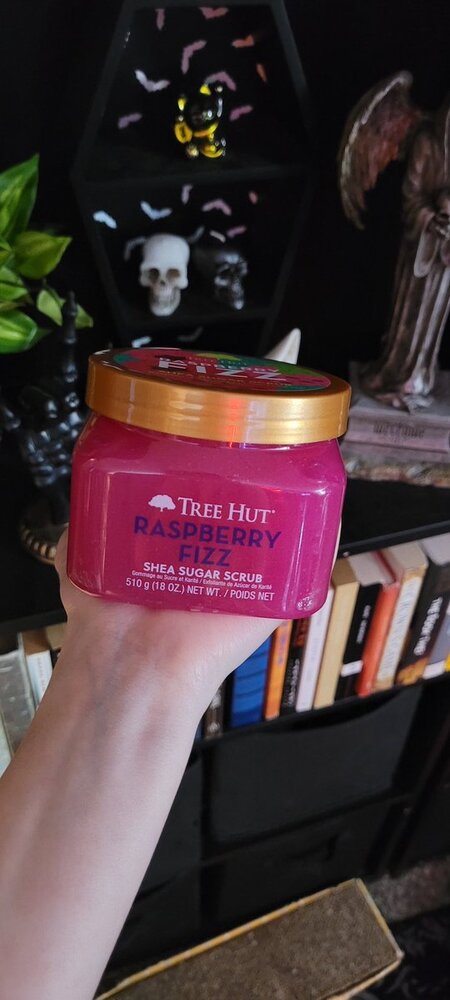 RASPBERRY
FIZZ
TREE HUT®
RASPBERRY
FIZZ
SHEA SUGAR SCRUB
Gommage au Sucre et Karité / Exfoliante de Azúcar de Karité
510 g (18 OZ.) NET WT. / POIDS NET